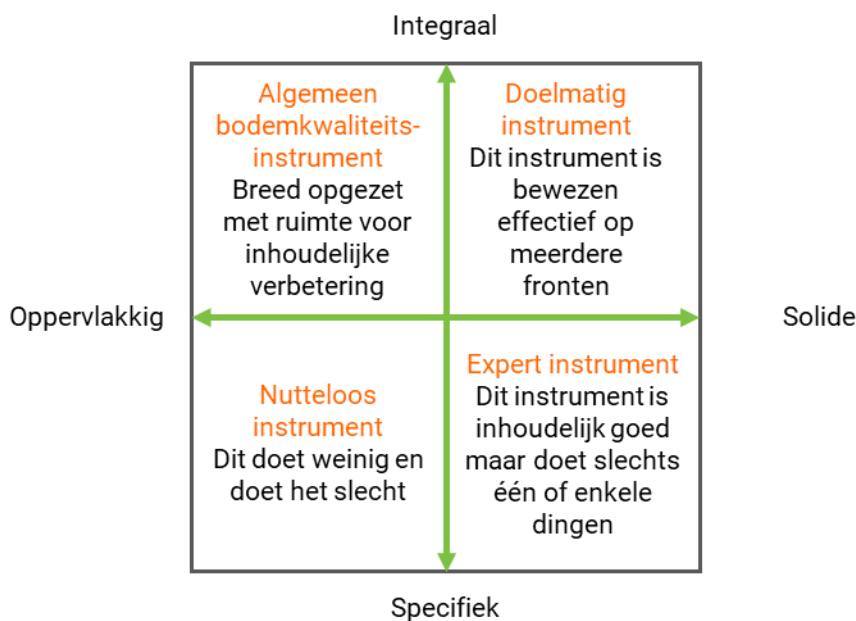 Integraal
Algemeen
bodemkwaliteits-
instrument
Breed opgezet
met ruimte voor
inhoudelijke
verbetering
Doelmatig
instrument
Dit instrument is
bewezen
effectief op
meerdere
fronten
Oppervlakkig
Solide
Nutteloos
instrument
Dit doet weinig en
doet het slecht
Expert instrument
Dit instrument is
inhoudelijk goed
maar doet slechts
één of enkele
dingen
Specifiek